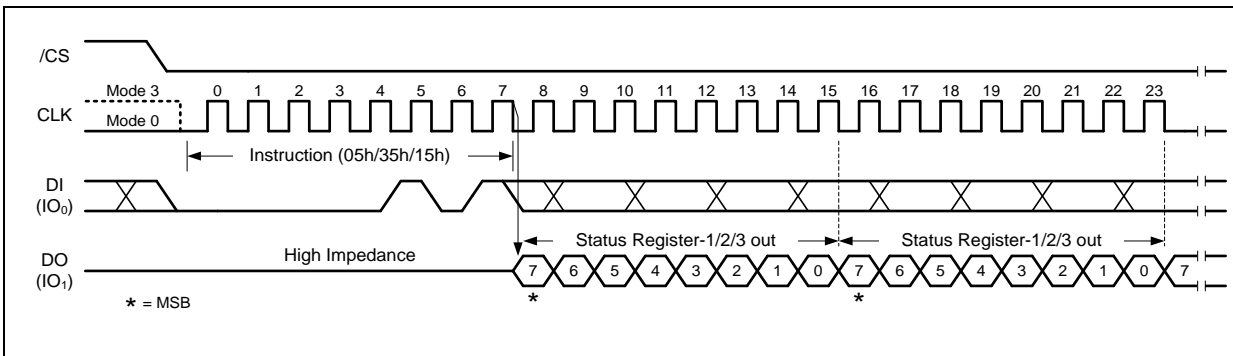 /CS
Mode 3 0 1 2 3 4 5 6 7 8 9 10 11 12 13 14 15 16 17 18 19 20 21 22 23
CLK
Mode 0
Instruction (05h/35h/15h)
DI
(IO₀)
Status Register-1/2/3 out Status Register-1/2/3 out
High Impedance
DO
(IO₁)
7 6 5 4 3 2 1 0 7 6 5 4 3 2 1 0 7
* *
* = MSB